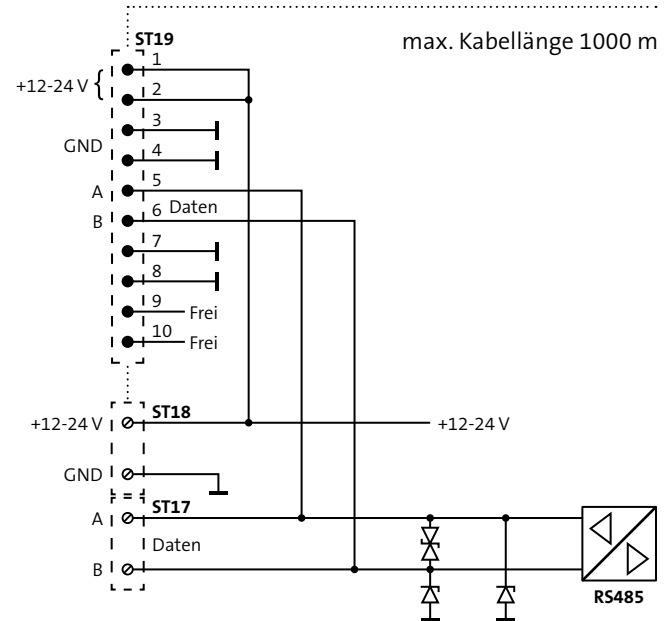 max. Kabellänge 1000 m
ST19
1
+12-24 V {
2
3
GND
4
5
A
6 Daten
B
7
8
9
Frei
10
Frei
ST18
+12-24 V
+12-24 V
GND
ST17
A
Daten
B
RS485